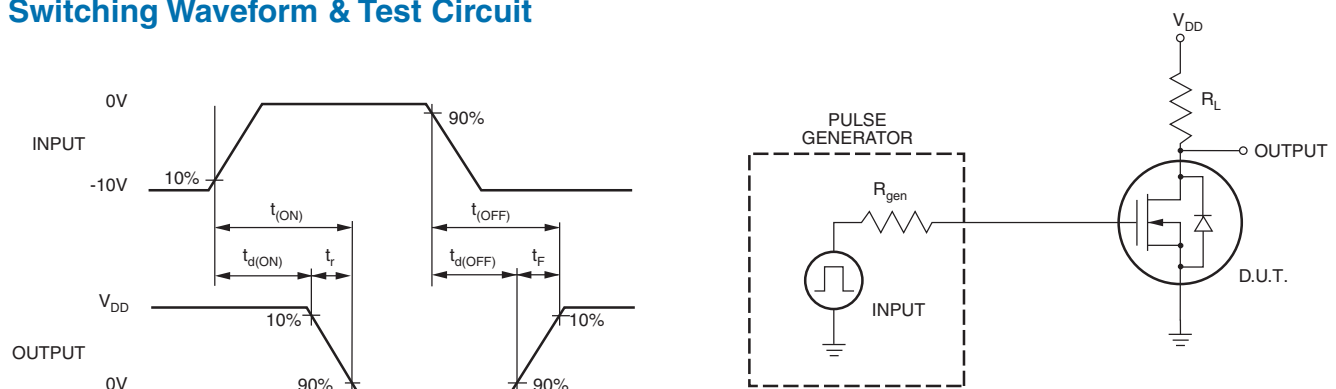 Switching Waveform & Test Circuit
0V
INPUT
-10V
10%
90%
t(ON)
t(OFF)
td(ON)
tr
td(OFF)
tF
VDD
OUTPUT
0V
10%
10%
90%
90%
PULSE
GENERATOR
Rgen
INPUT
VDD
RL
OUTPUT
D.U.T.